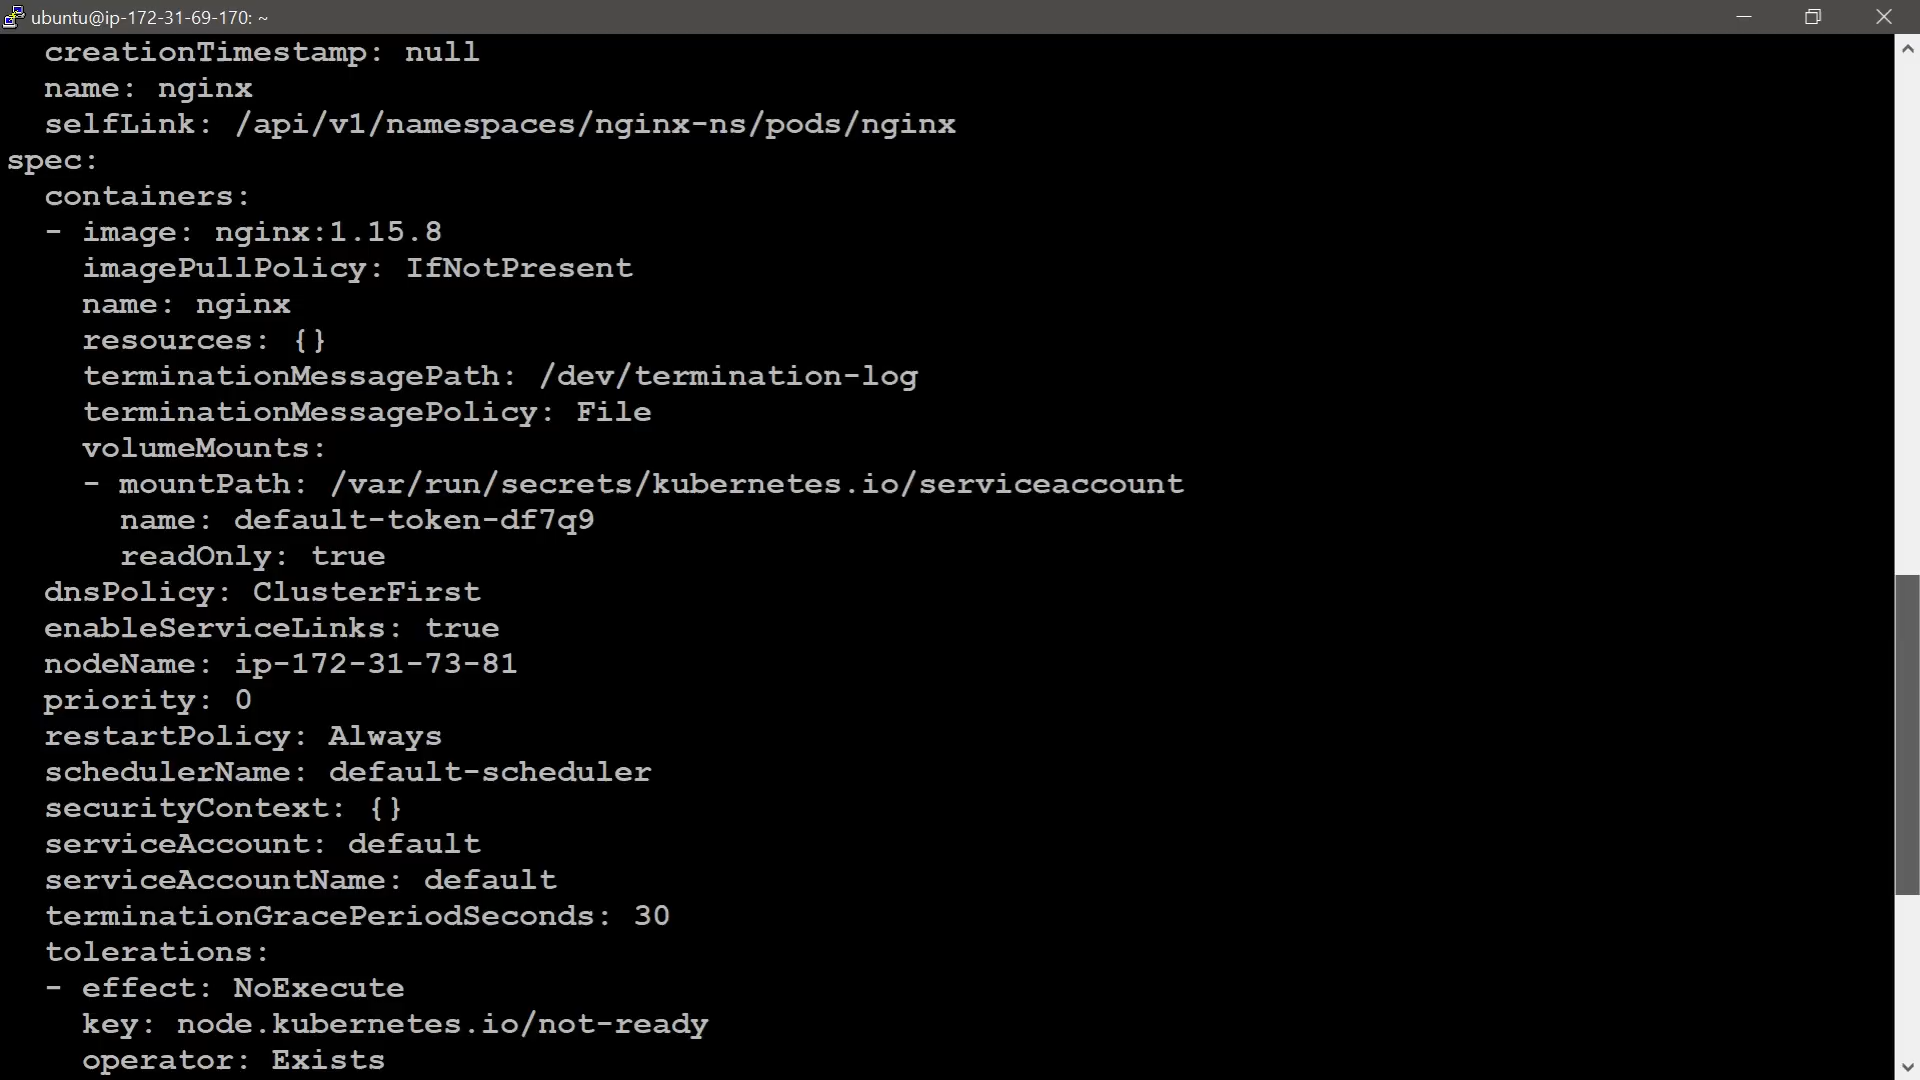 ubuntu@ip-172-31-69-170: ~
creationTimestamp: null
name: nginx
selfLink: /api/v1/namespaces/nginx-ns/pods/nginx
spec:
containers:
- image: nginx:1.15.8
imagePullPolicy: IfNotPresent
name: nginx
resources: {}
terminationMessagePath: /dev/termination-log
terminationMessagePolicy: File
volumeMounts:
- mountPath: /var/run/secrets/kubernetes.io/serviceaccount
name: default-token-df7q9
readOnly: true
dnsPolicy: ClusterFirst
enableServiceLinks: true
nodeName: ip-172-31-73-81
priority: 0
restartPolicy: Always
schedulerName: default-scheduler
securityContext: {}
serviceAccount: default
serviceAccountName: default
terminationGracePeriodSeconds: 30
tolerations:
- effect: NoExecute
key: node.kubernetes.io/not-ready
operator: Exists